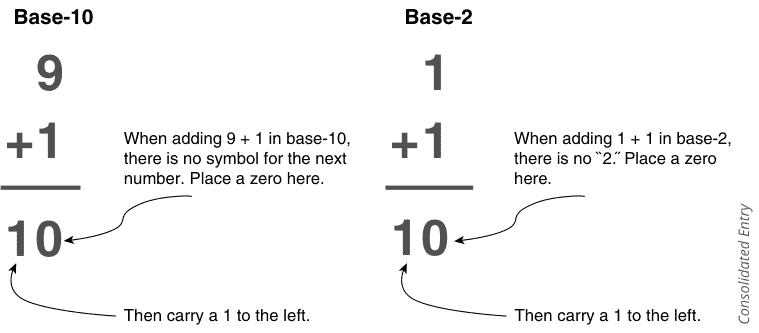 Base-10
9
+1
When adding 9 + 1 in base-10,
there is no symbol for the next
number. Place a zero here.
10
Then carry a 1 to the left.
Base-2
1
+1
When adding 1 + 1 in base-2,
there is no “2.” Place a zero
here.
10
Then carry a 1 to the left.
Consolidated Entry